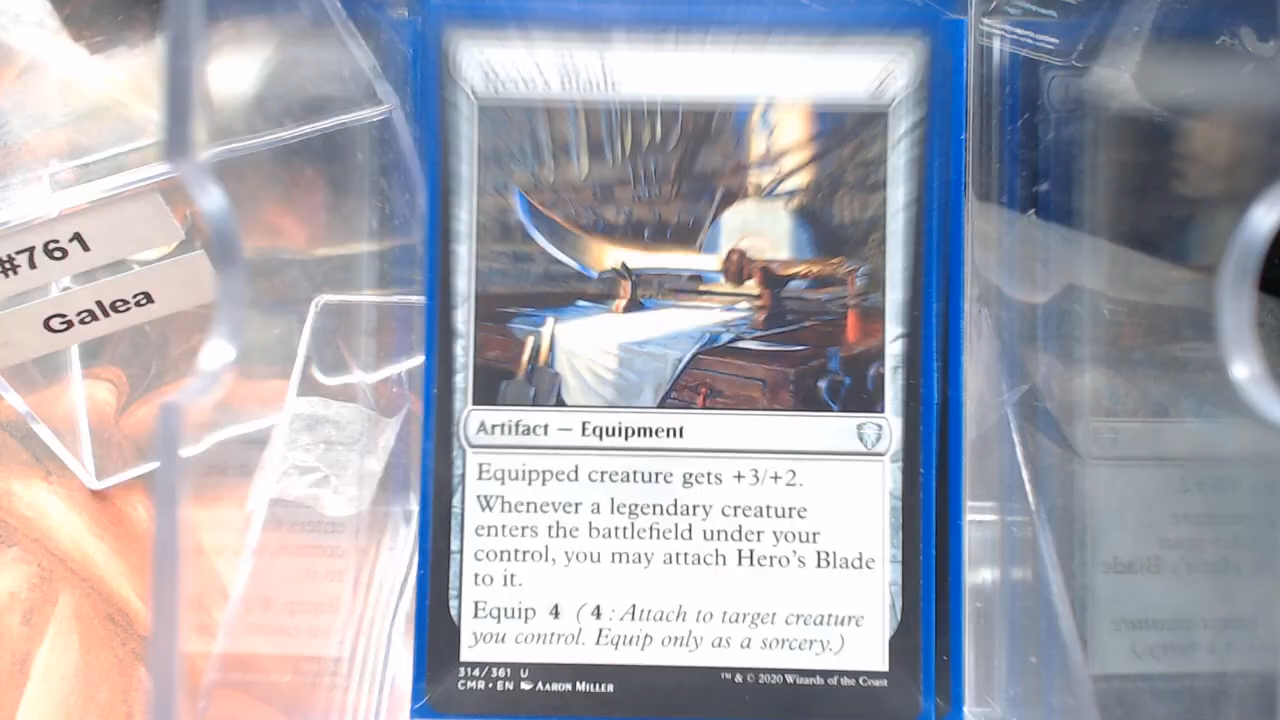 #761
Galea
Hero's Blade
Artifact — Equipment
Equipped creature gets +3/+2.
Whenever a legendary creature
enters the battlefield under your
control, you may attach Hero's Blade
to it.
Equip 4 (4: Attach to target creature
you control. Equip only as a sorcery.)
314/361 U
CMR • EN Aaron Miller
™ & © 2020 Wizards of the Coast